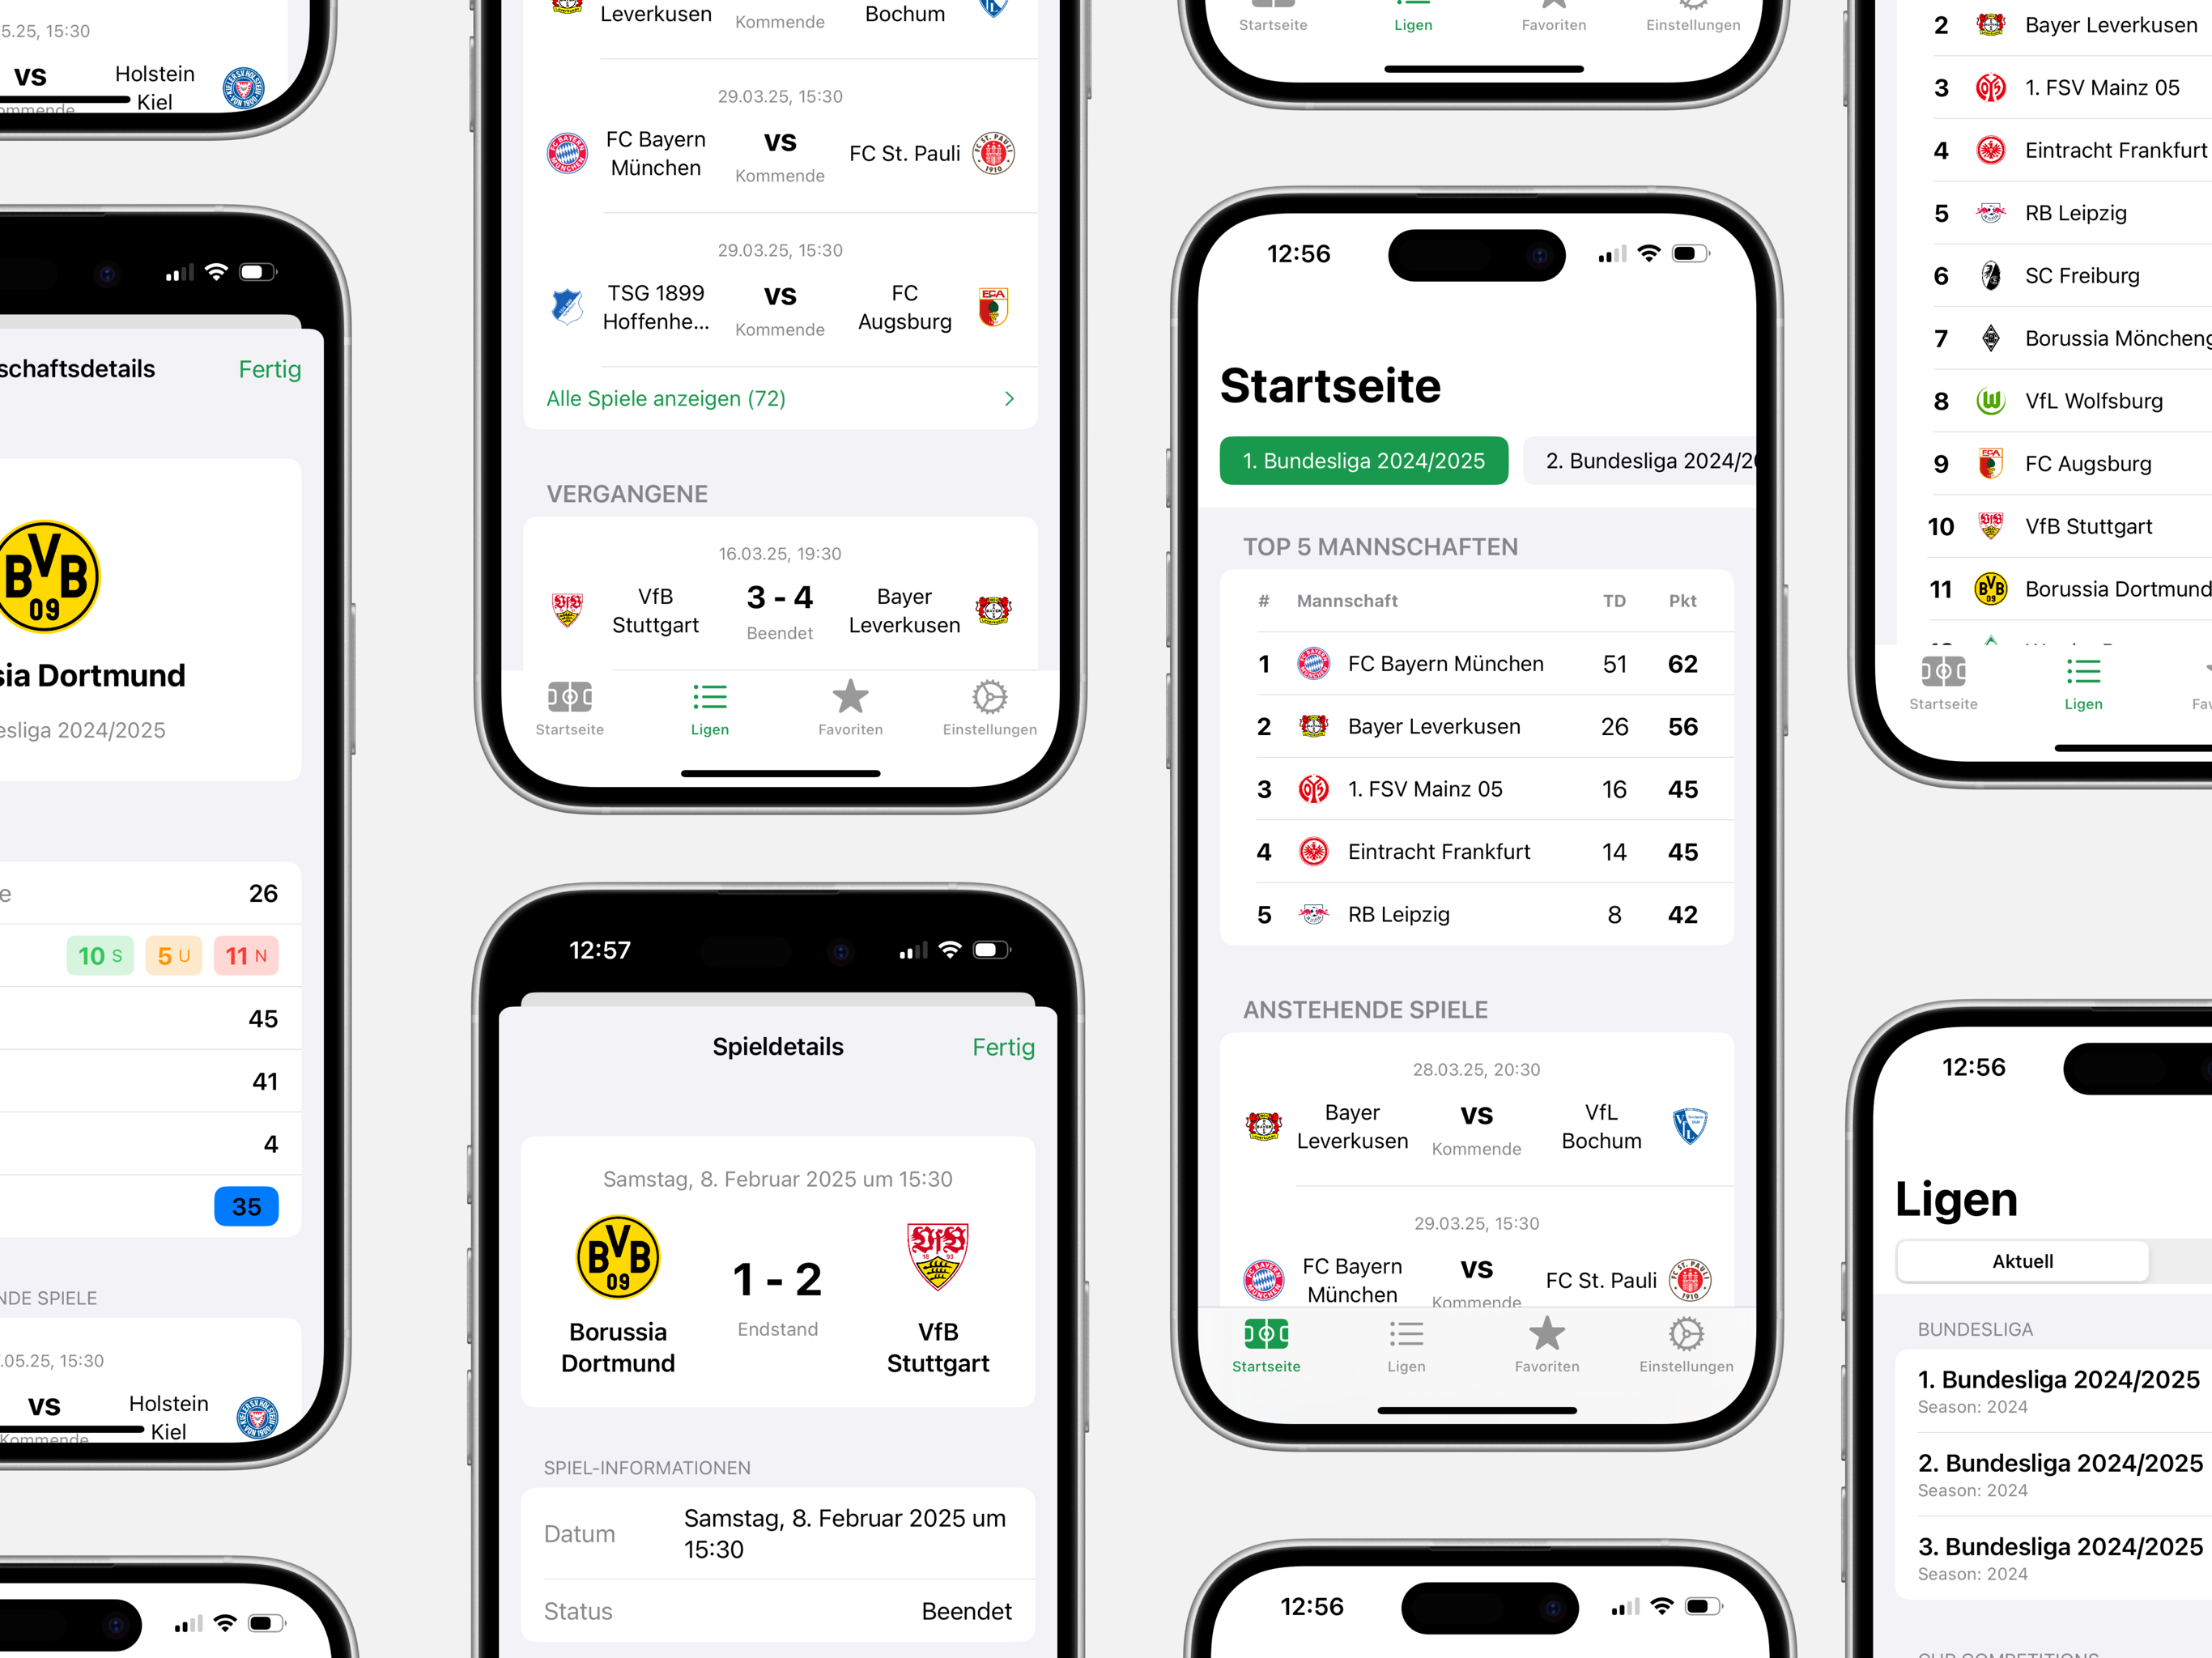 5.25, 15:30
VS
Holstein
Kiel
schaftsdetails
Fertig
BVB
09
sia Dortmund
esliga 2024/2025
e
26
10 S
5 U
11 N
45
41
4
35
NDE SPIELE
.05.25, 15:30
VS
Holstein
Kiel
Kommende
Leverkusen
Kommende
Bochum
29.03.25, 15:30
FC Bayern
München
VS
Kommende
FC St. Pauli
29.03.25, 15:30
TSG 1899
Hoffenhe...
VS
Kommende
FC
Augsburg
Alle Spiele anzeigen (72)
VERGANGENE
16.03.25, 19:30
VfB
Stuttgart
3 - 4
Beendet
Bayer
Leverkusen
Startseite
Ligen
Favoriten
Einstellungen
12:57
Spieldetails
Fertig
Samstag, 8. Februar 2025 um 15:30
BVB
09
1 - 2
Endstand
Borussia
Dortmund
VfB
Stuttgart
SPIEL-INFORMATIONEN
Datum
Samstag, 8. Februar 2025 um
15:30
Status
Beendet
Startseite
Ligen
Favoriten
Einstellungen
12:56
Startseite
1. Bundesliga 2024/2025
2. Bundesliga 2024/20
TOP 5 MANNSCHAFTEN
# Mannschaft TD Pkt
1 FC Bayern München 51 62
2 Bayer Leverkusen 26 56
3 1. FSV Mainz 05 16 45
4 Eintracht Frankfurt 14 45
5 RB Leipzig 8 42
ANSTEHENDE SPIELE
28.03.25, 20:30
Bayer
Leverkusen
VS
Kommende
VfL
Bochum
29.03.25, 15:30
FC Bayern
München
VS
Kommende
FC St. Pauli
Startseite
Ligen
Favoriten
Einstellungen
12:56
2 Bayer Leverkusen
3 1. FSV Mainz 05
4 Eintracht Frankfurt
5 RB Leipzig
6 SC Freiburg
7 Borussia Möncheng
8 VfL Wolfsburg
9 FC Augsburg
10 VfB Stuttgart
11 Borussia Dortmund
Startseite
Ligen
Fav
12:56
Ligen
Aktuell
BUNDESLIGA
1. Bundesliga 2024/2025
Season: 2024
2. Bundesliga 2024/2025
Season: 2024
3. Bundesliga 2024/2025
Season: 2024